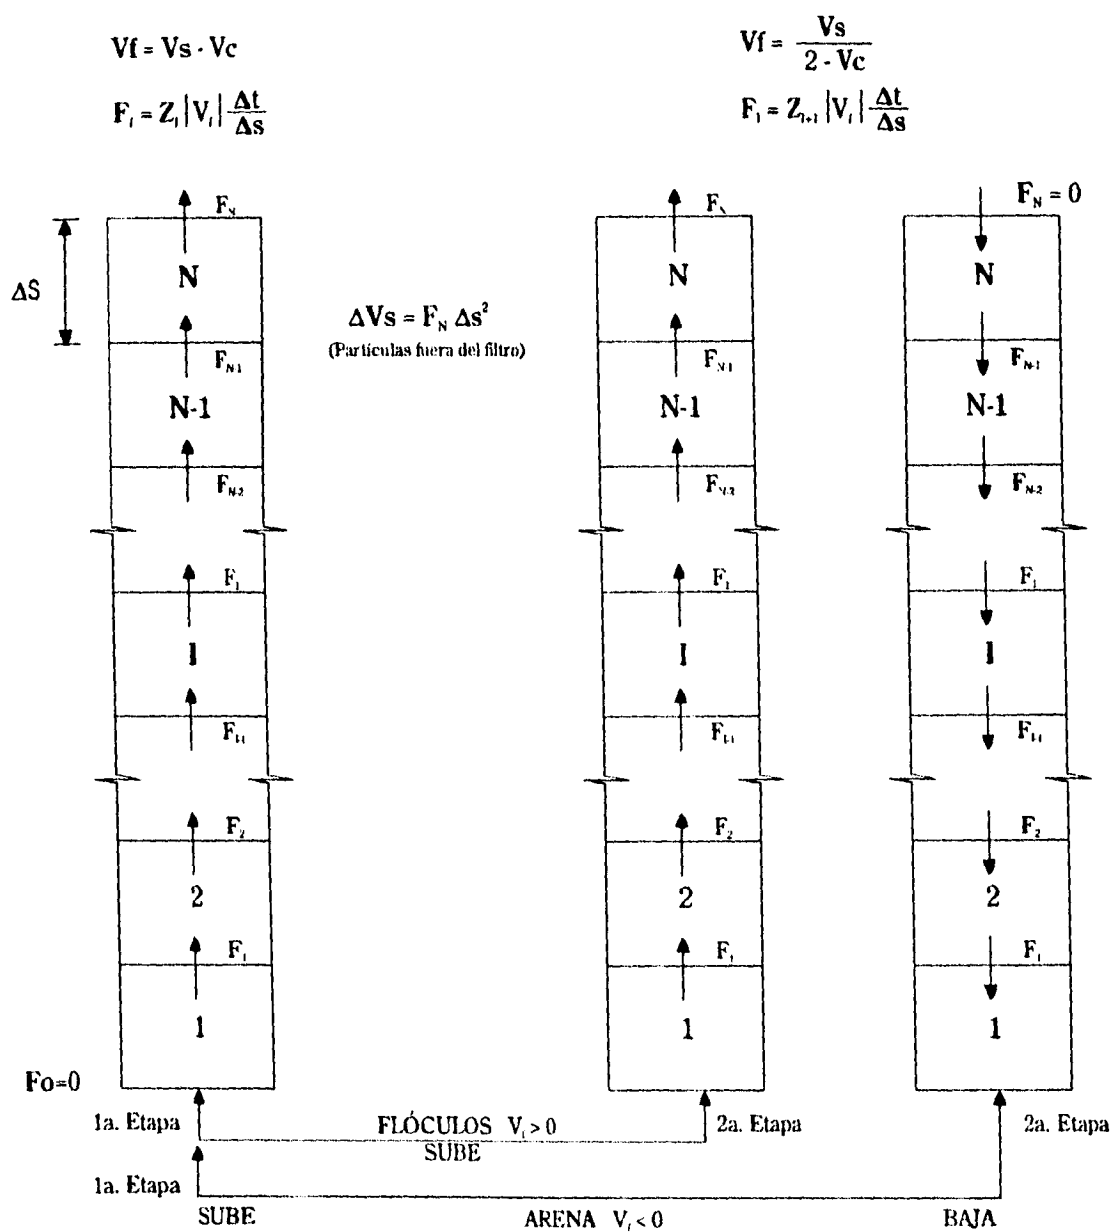 Vf = Vs - Vc
Vf = Vs / 2 - Vc
F_I = Z_I |V_I| Δt/Δs
F_I = Z_I+1 |V_I| Δt/Δs
F_N
F_N
F_N = 0
ΔS
N
N
N
ΔVs = F_N Δs²
(Partículas fuera del filtro)
F_N-1
F_N-1
F_N-1
N-1
N-1
N-1
F_N-2
F_N-2
F_N-2
F_I
F_I
F_I
I
I
I
F_I-1
F_I-1
F_I-1
F_2
F_2
F_2
2
2
2
F_1
F_1
F_1
1
1
1
Fo=0
1a. Etapa
FLÓCULOS V_I > 0
2a. Etapa
2a. Etapa
SUBE
1a. Etapa
SUBE
ARENA V_I < 0
BAJA